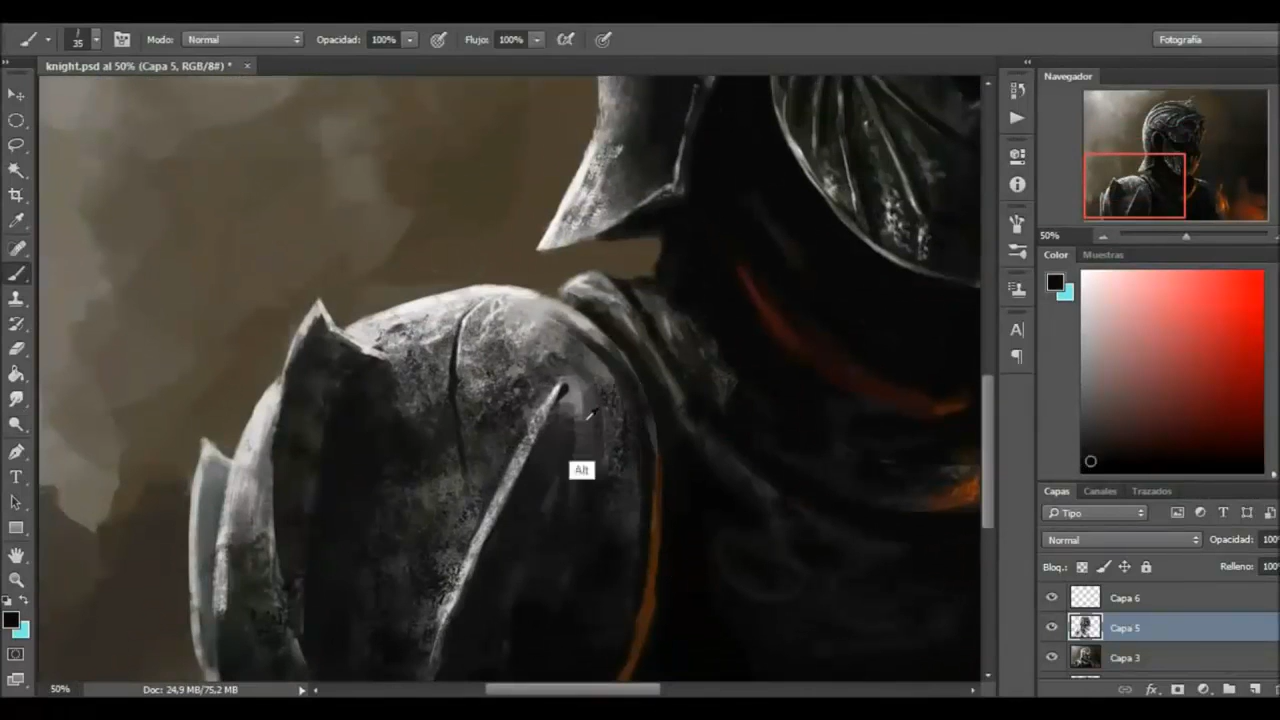 35 Modo: Normal Opacidad: 100% Flujo: 100% Fotografía
knight.psd al 50% (Capa 5, RGB/8#) * ×
Navegador
50%
Color Muestras
Alt
A|
T
Capas Canales Trazados
Tipo T
Normal Opacidad: 100
Bloq.: Relleno: 100
Capa 6
Capa 5
Capa 3
fx
50% Doc: 24,9 MB/75,2 MB